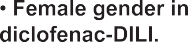 • Female gender in
diclofenac-DILI.